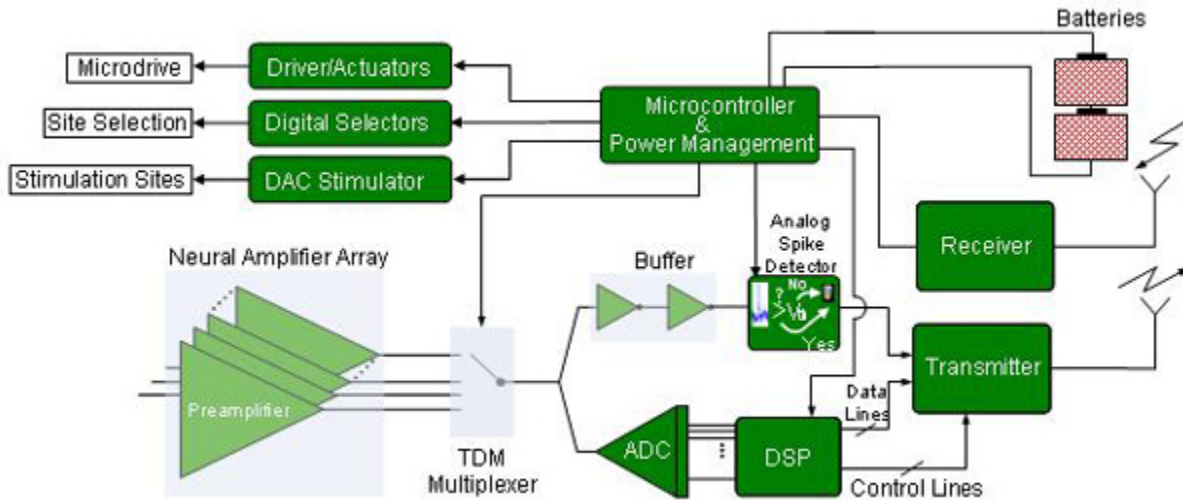 Batteries
Microdrive
Driver/Actuators
Site Selection
Digital Selectors
Stimulation Sites
DAC Stimulator
Microcontroller
&
Power Management
Receiver
Analog
Spike
Detector
Neural Amplifier Array
Buffer
No
?
Yes
Transmitter
Preamplifier
TDM
Multiplexer
ADC
DSP
Data
Lines
Control Lines